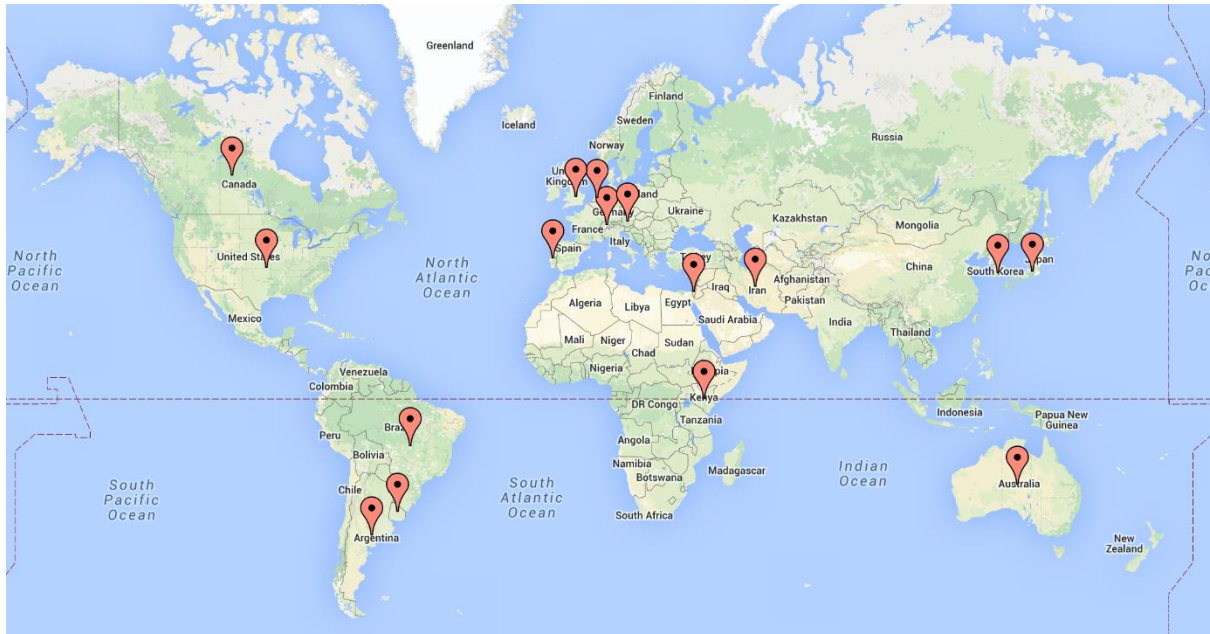 Greenland
Iceland
Finland
Sweden
Norway
Russia
Canada
Kingdom
Ukraine
Kazakhstan
Mongolia
France
Italy
Spain
United States
North
Pacific
Ocean
North
Atlantic
Ocean
China
South Korea
Iraq
Iran
Afghanistan
Pakistan
Algeria
Libya
Egypt
Saudi Arabia
India
Mexico
Mali
Niger
Chad
Sudan
Thailand
Nigeria
Venezuela
Colombia
Kenya
DR Congo
Tanzania
Indonesia
Papua New
Guinea
Peru
Bolivia
Angola
Namibia
Botswana
Madagascar
Indian
Ocean
South
Pacific
Ocean
South
Atlantic
Ocean
Chile
Australia
South Africa
Argentina
New
Zealand